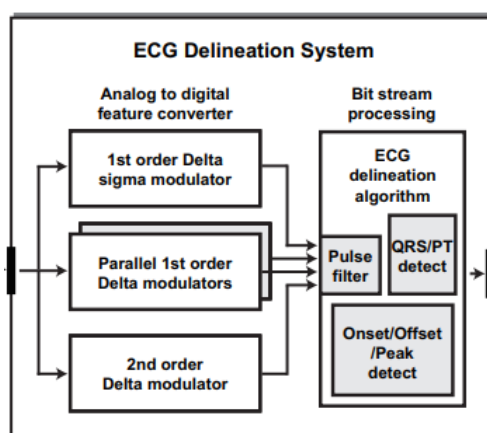 ECG Delineation System
Analog to digital
feature converter
Bit stream
processing
1st order Delta
sigma modulator
Parallel 1st order
Delta modulators
2nd order
Delta modulator
ECG
delineation
algorithm
Pulse
filter
QRS/PT
detect
Onset/Offset
/Peak
detect